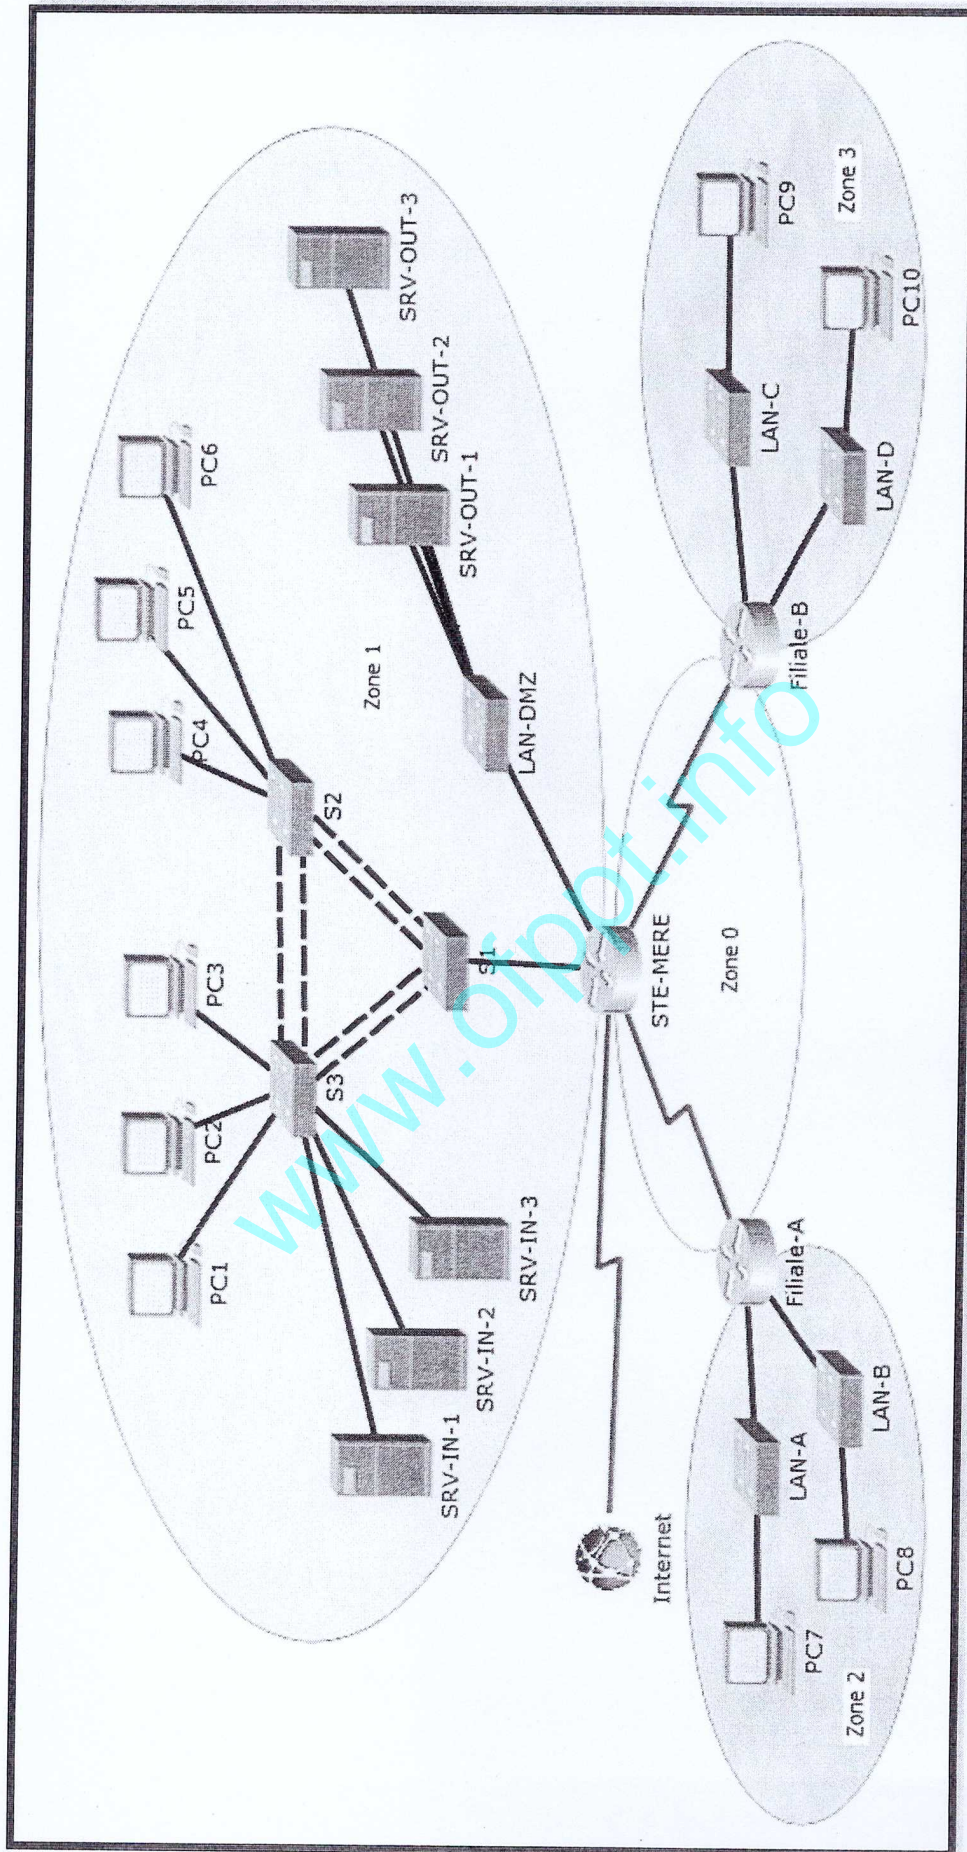 PC1
PC2
PC3
PC4
PC5
PC6
S3
S2
S1
SRV-IN-1
SRV-IN-2
SRV-IN-3
Zone 1
SRV-OUT-1
SRV-OUT-2
SRV-OUT-3
LAN-DMZ
Internet
STE-MERE
Zone 0
Filiale-A
Filiale-B
LAN-A
LAN-B
PC7
PC8
Zone 2
LAN-C
LAN-D
PC9
PC10
Zone 3
www.ofppt.info